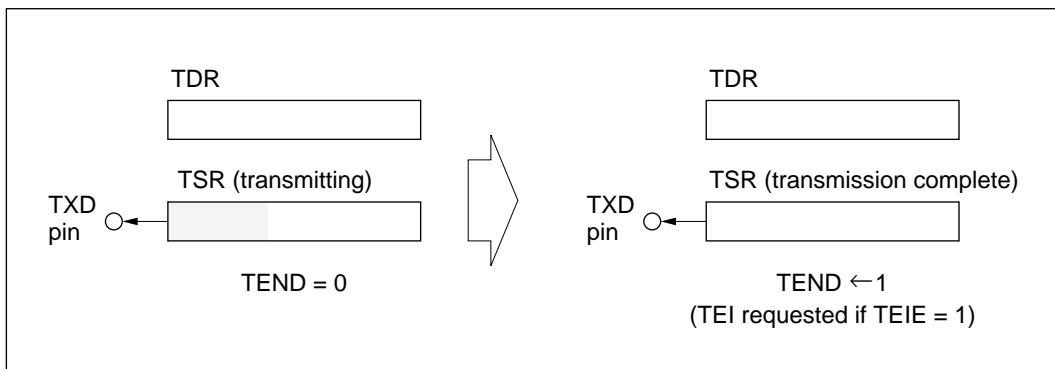 TDR
TSR (transmitting)
TXD
pin
TEND = 0
TDR
TSR (transmission complete)
TXD
pin
TEND ←1
(TEI requested if TEIE = 1)